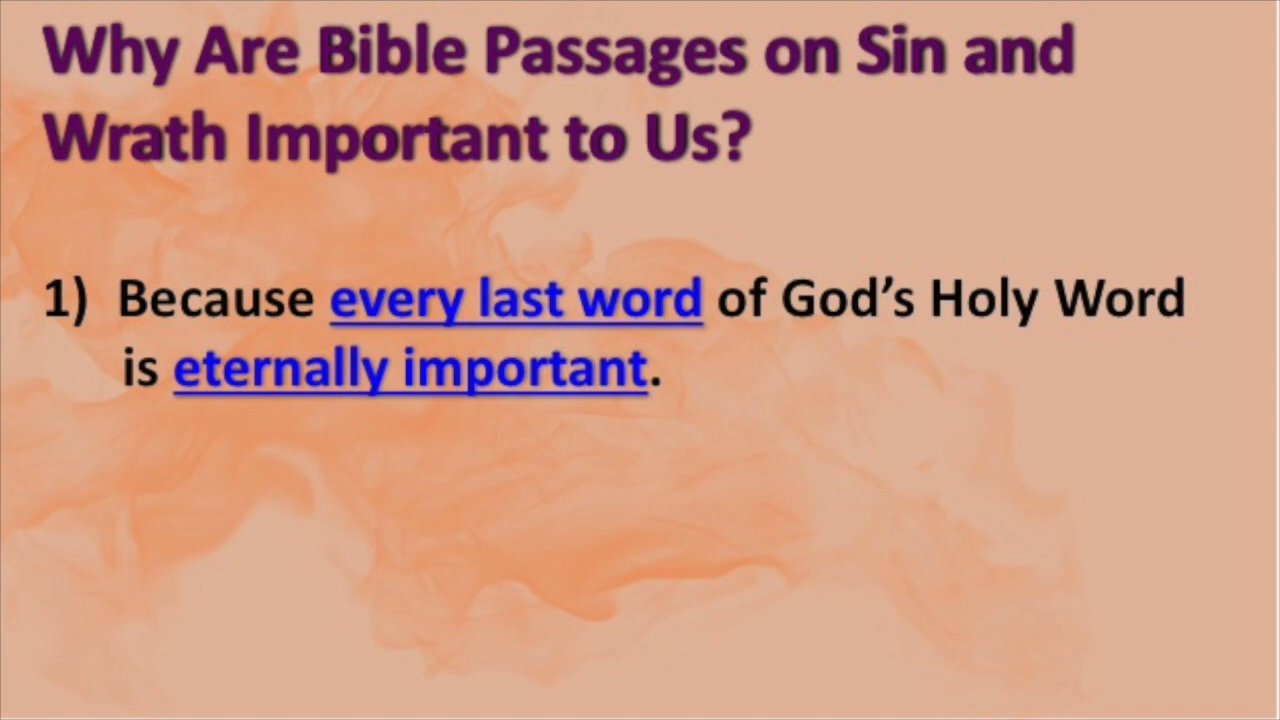 Why Are Bible Passages on Sin and
Wrath Important to Us?
1) Because every last word of God’s Holy Word
is eternally important.